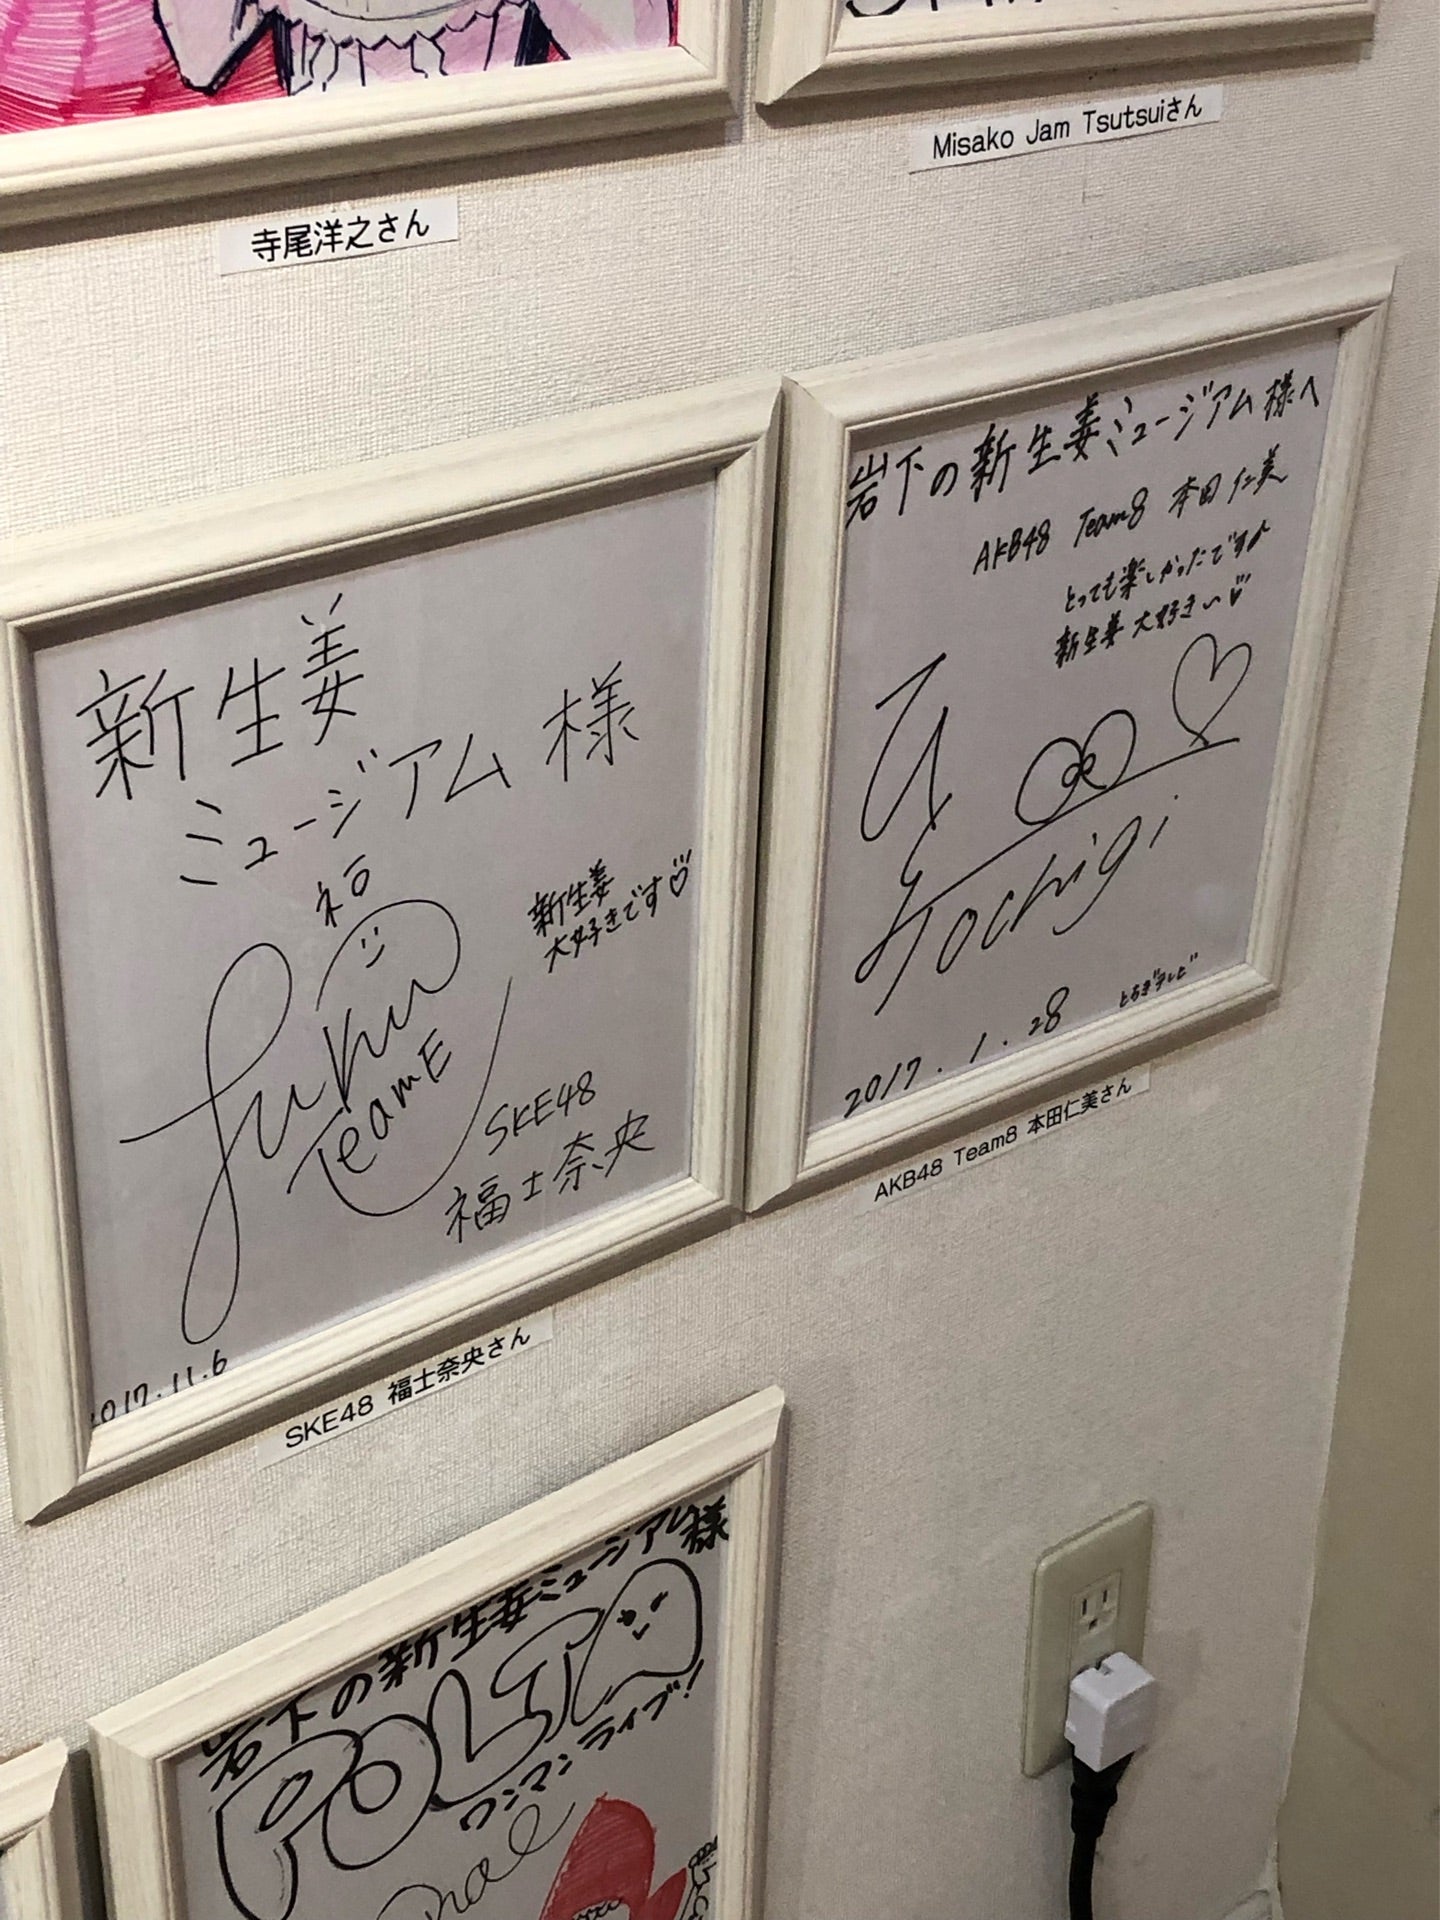 Misako Jam Tsutsuiさん
寺尾洋之さん
新生姜
ミュージアム様
福
fuku
TeamE
新生姜
大好きです♡
SKE48
福士奈央
2017.11.6
SKE48 福士奈央さん
岩下の新生姜ミュージアム様へ
AKB48 Team8 本田仁美
とっても楽しかったです♪
新生姜大好きぃ♡
Tochigi
2017.1.28
とちぎテレビ
AKB48 Team8 本田仁美さん
岩下の新生姜ミュージアム様
POLTA
ワンマンライブ!